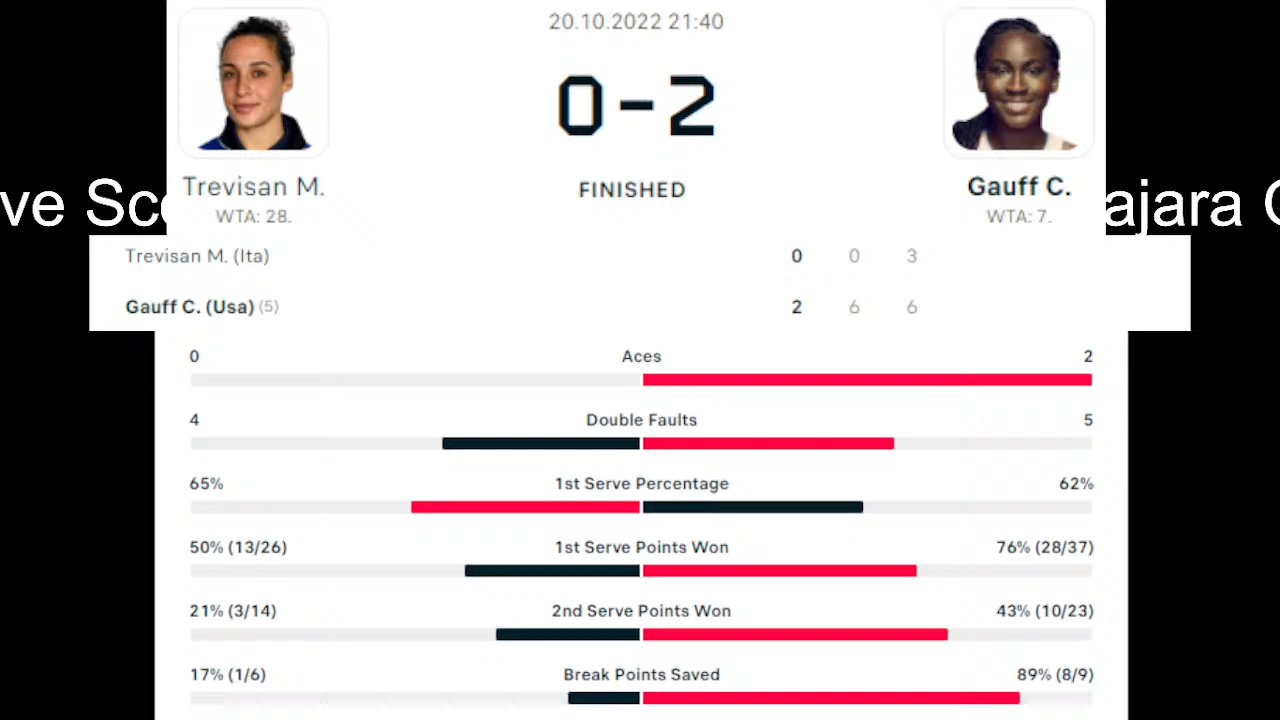 20.10.2022 21:40
0-2
Trevisan M.
FINISHED
Gauff C.
WTA: 28.
WTA: 7.
ve Sc
ajara
Trevisan M. (Ita) 0 0 3
Gauff C. (Usa) (5) 2 6 6
0 Aces 2
4 Double Faults 5
65% 1st Serve Percentage 62%
50% (13/26) 1st Serve Points Won 76% (28/37)
21% (3/14) 2nd Serve Points Won 43% (10/23)
17% (1/6) Break Points Saved 89% (8/9)